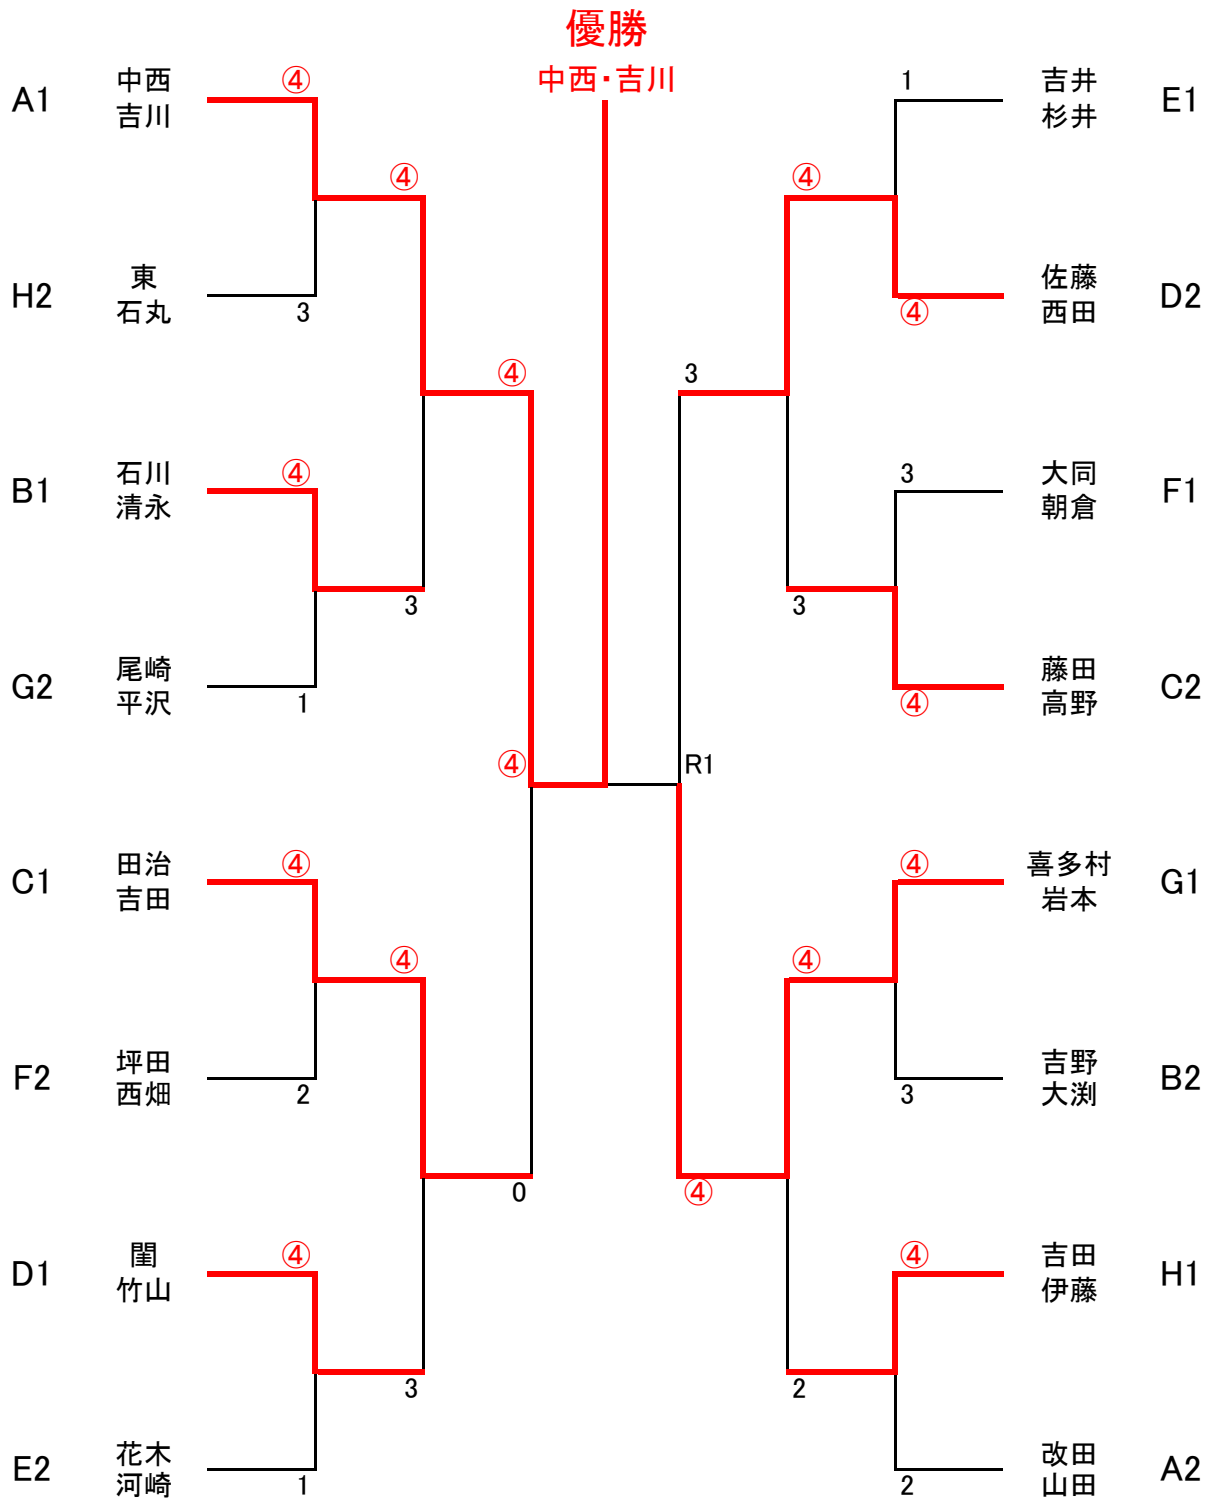 優勝
中西・吉川
A1
中西
吉川
④
④
H2
東
石丸
3
④
B1
石川
清永
④
3
G2
尾崎
平沢
1
④
C1
田治
吉田
④
④
F2
坪田
西畑
2
0
D1
閨
竹山
④
3
E2
花木
河崎
1
1
吉井
杉井
E1
④
佐藤
西田
D2
④
3
3
大同
朝倉
F1
3
藤田
高野
C2
④
R1
④
喜多村
岩本
G1
④
吉野
大渕
B2
3
④
④
吉田
伊藤
H1
2
改田
山田
A2
2